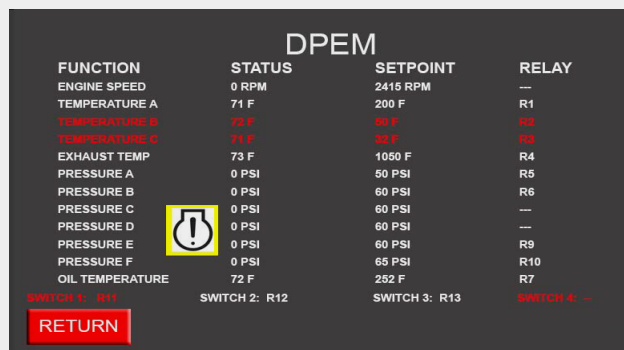 DPEM
FUNCTION STATUS SETPOINT RELAY
ENGINE SPEED 0 RPM 2415 RPM ---
TEMPERATURE A 71 F 200 F R1
TEMPERATURE B 72 F 50 F R2
TEMPERATURE C 71 F 32 F R3
EXHAUST TEMP 73 F 1050 F R4
PRESSURE A 0 PSI 50 PSI R5
PRESSURE B 0 PSI 60 PSI R6
PRESSURE C 0 PSI 60 PSI ---
PRESSURE D 0 PSI 60 PSI ---
PRESSURE E 0 PSI 60 PSI R9
PRESSURE F 0 PSI 65 PSI R10
OIL TEMPERATURE 72 F 252 F R7
SWITCH 1: R11 SWITCH 2: R12 SWITCH 3: R13 SWITCH 4: --
RETURN